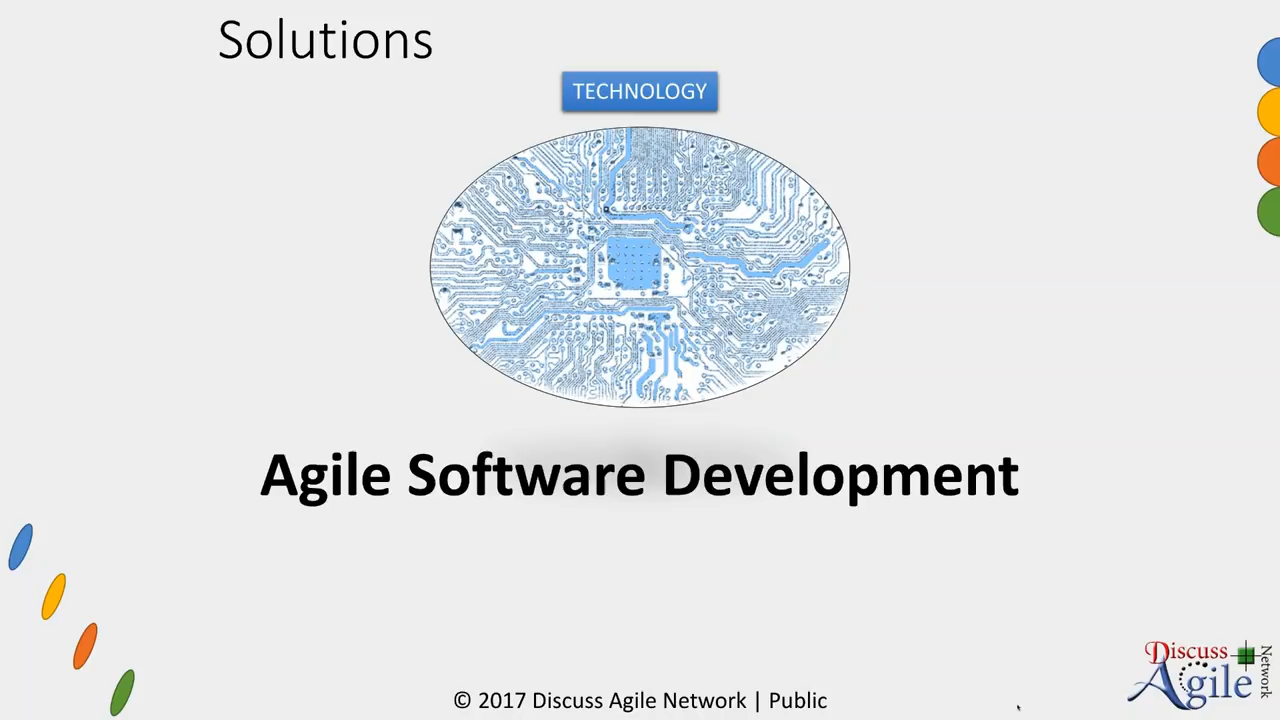 Solutions
TECHNOLOGY
Agile Software Development
© 2017 Discuss Agile Network | Public
Discuss
Agile
Network